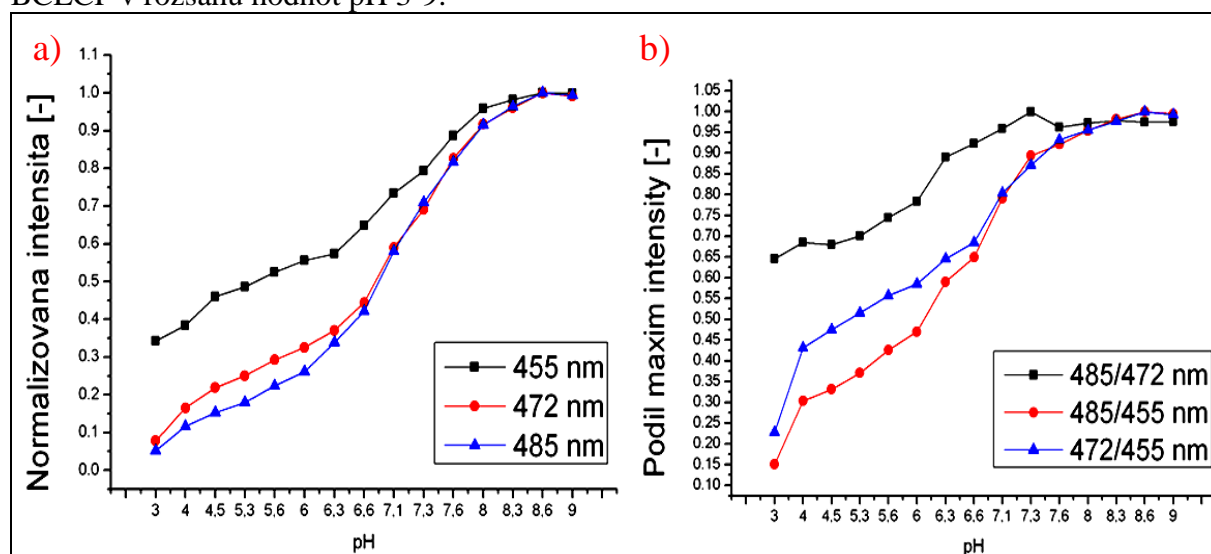 BCECF v rozsahu hodnot pH 3-9.
a)
Normalizovana intensita [-]
1.1
1.0
0.9
0.8
0.7
0.6
0.5
0.4
0.3
0.2
0.1
0.0
455 nm
472 nm
485 nm
3 4 4,5 5,3 5,6 6 6,3 6,6 7,1 7,3 7,6 8 8,3 8,6 9
pH
b)
Podil maxim intensity [-]
1.00
0.95
0.90
0.85
0.80
0.75
0.70
0.65
0.60
0.55
0.50
0.45
0.40
0.35
0.30
0.25
0.20
0.15
0.10
485/472 nm
485/455 nm
472/455 nm
3 4 4,5 5,3 5,6 6 6,3 6,6 7,1 7,3 7,6 8 8,3 8,6 9
pH